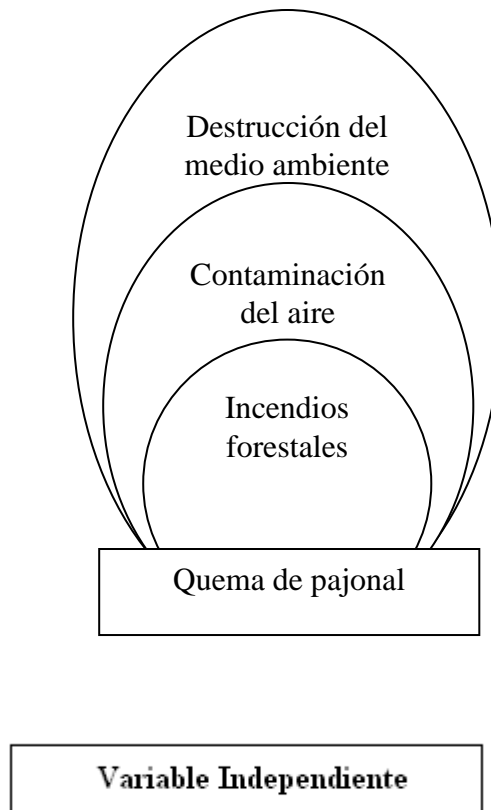 Destrucción del
medio ambiente
Contaminación
del aire
Incendios
forestales
Quema de pajonal
Variable Independiente